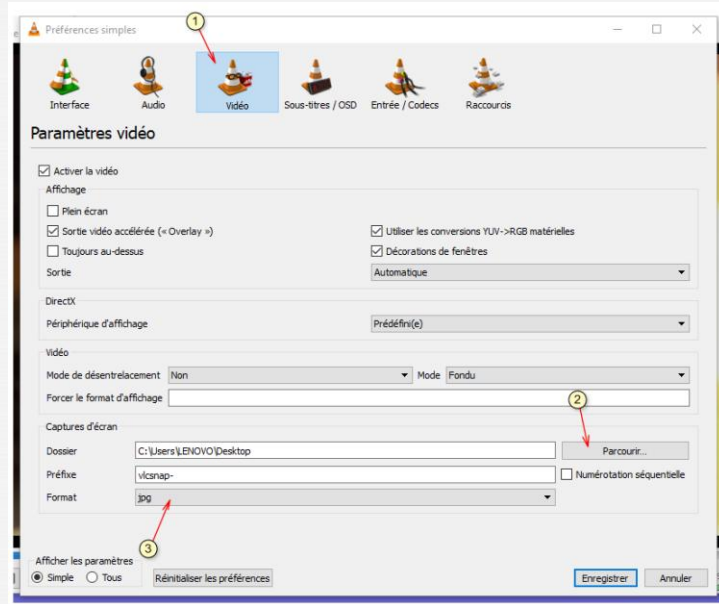 1
Préférences simples
Interface Audio Vidéo Sous-titres / OSD Entrée / Codecs Raccourcis
Paramètres vidéo
Activer la vidéo
Affichage
Plein écran
Sortie vidéo accélérée (« Overlay ») Utiliser les conversions YUV->RGB matérielles
Toujours au-dessus Décorations de fenêtres
Sortie Automatique
DirectX
Périphérique d'affichage Prédéfini(e)
Vidéo
Mode de désentrelacement Non Mode Fondu
Forcer le format d'affichage
2
Captures d'écran
Dossier C:\Users\LENOVO\Desktop Parcourir...
Préfixe vlcsnap- Numérotation séquentielle
Format jpg
3
Afficher les paramètres
Simple Tous Réinitialiser les préférences Enregistrer Annuler